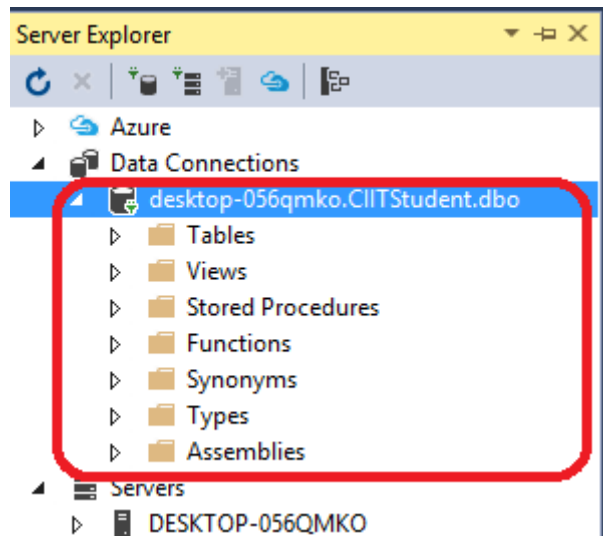 Server Explorer
Azure
Data Connections
desktop-056qmko.CIITStudent.dbo
Tables
Views
Stored Procedures
Functions
Synonyms
Types
Assemblies
Servers
DESKTOP-056QMKO